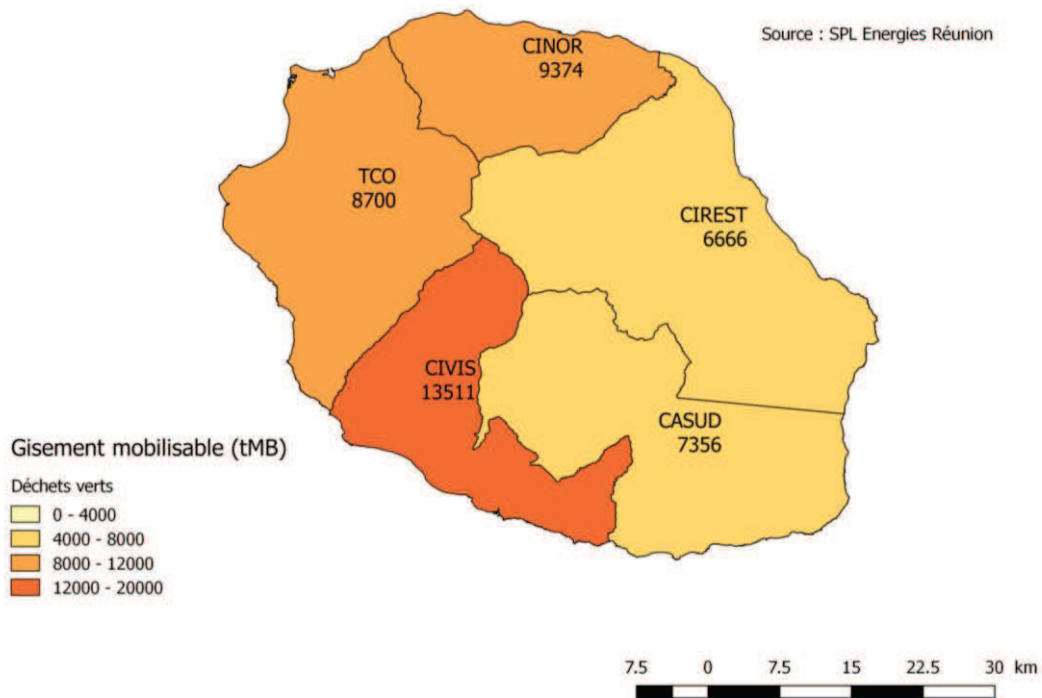 CINOR
9374
Source : SPL Energies Réunion
TCO
8700
CIREST
6666
CIVIS
13511
CASUD
7356
Gisement mobilisable (tMB)
Déchets verts
0 - 4000
4000 - 8000
8000 - 12000
12000 - 20000
7.5 0 7.5 15 22.5 30 km